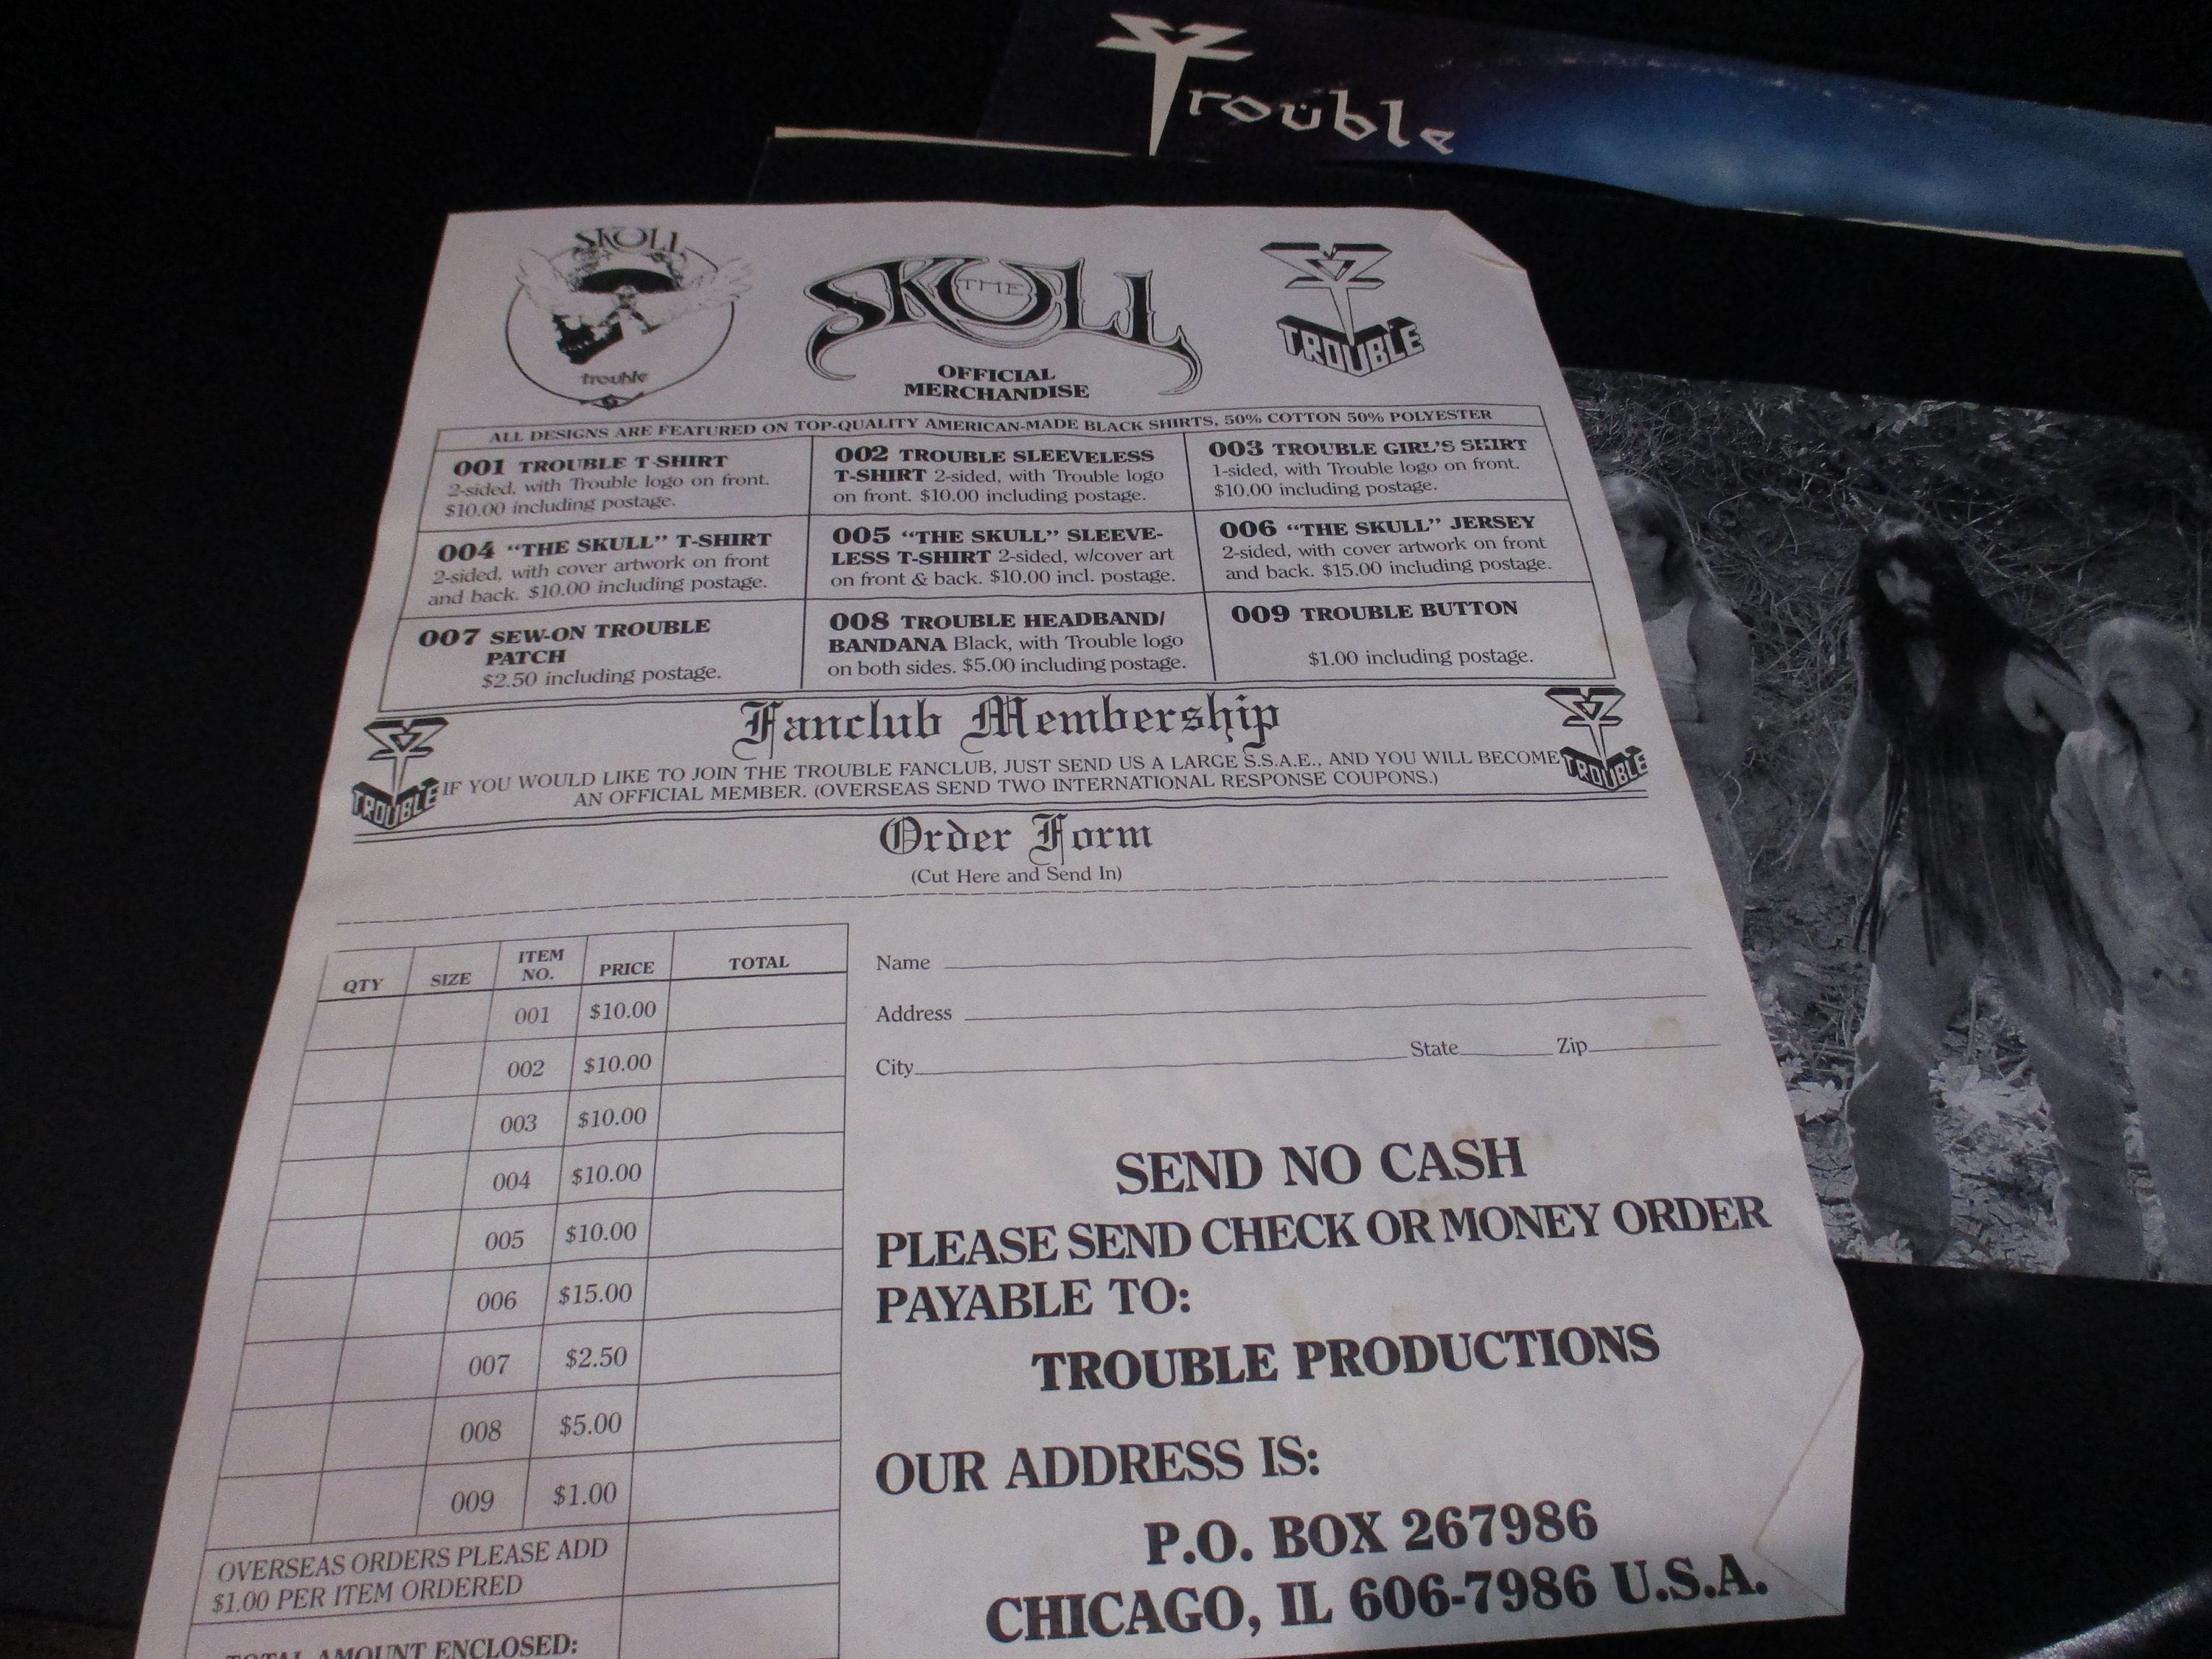 Trouble
SKULL
trouble
THE SKULL
OFFICIAL
MERCHANDISE
TROUBLE
ALL DESIGNS ARE FEATURED ON TOP-QUALITY AMERICAN-MADE BLACK SHIRTS, 50% COTTON 50% POLYESTER
001 TROUBLE T-SHIRT
2-sided, with Trouble logo on front.
$10.00 including postage.
002 TROUBLE SLEEVELESS
T-SHIRT 2-sided, with Trouble logo
on front. $10.00 including postage.
003 TROUBLE GIRL'S SHIRT
1-sided, with Trouble logo on front.
$10.00 including postage.
004 "THE SKULL" T-SHIRT
2-sided, with cover artwork on front
and back. $10.00 including postage.
005 "THE SKULL" SLEEVE-
LESS T-SHIRT 2-sided, w/cover art
on front & back. $10.00 incl. postage.
006 "THE SKULL" JERSEY
2-sided, with cover artwork on front
and back. $15.00 including postage.
007 SEW-ON TROUBLE
PATCH
$2.50 including postage.
008 TROUBLE HEADBAND/
BANDANA Black, with Trouble logo
on both sides. $5.00 including postage.
009 TROUBLE BUTTON
$1.00 including postage.
Fanclub Membership
TROUBLE
TROUBLE
IF YOU WOULD LIKE TO JOIN THE TROUBLE FANCLUB, JUST SEND US A LARGE S.S.A.E., AND YOU WILL BECOME
AN OFFICIAL MEMBER. (OVERSEAS SEND TWO INTERNATIONAL RESPONSE COUPONS.)
Order Form
(Cut Here and Send In)
QTY SIZE ITEM NO. PRICE TOTAL
001 $10.00
002 $10.00
003 $10.00
004 $10.00
005 $10.00
006 $15.00
007 $2.50
008 $5.00
009 $1.00
OVERSEAS ORDERS PLEASE ADD
$1.00 PER ITEM ORDERED
TOTAL AMOUNT ENCLOSED:
Name
Address
City State Zip
SEND NO CASH
PLEASE SEND CHECK OR MONEY ORDER
PAYABLE TO:
TROUBLE PRODUCTIONS
OUR ADDRESS IS:
P.O. BOX 267986
CHICAGO, IL 606-7986 U.S.A.